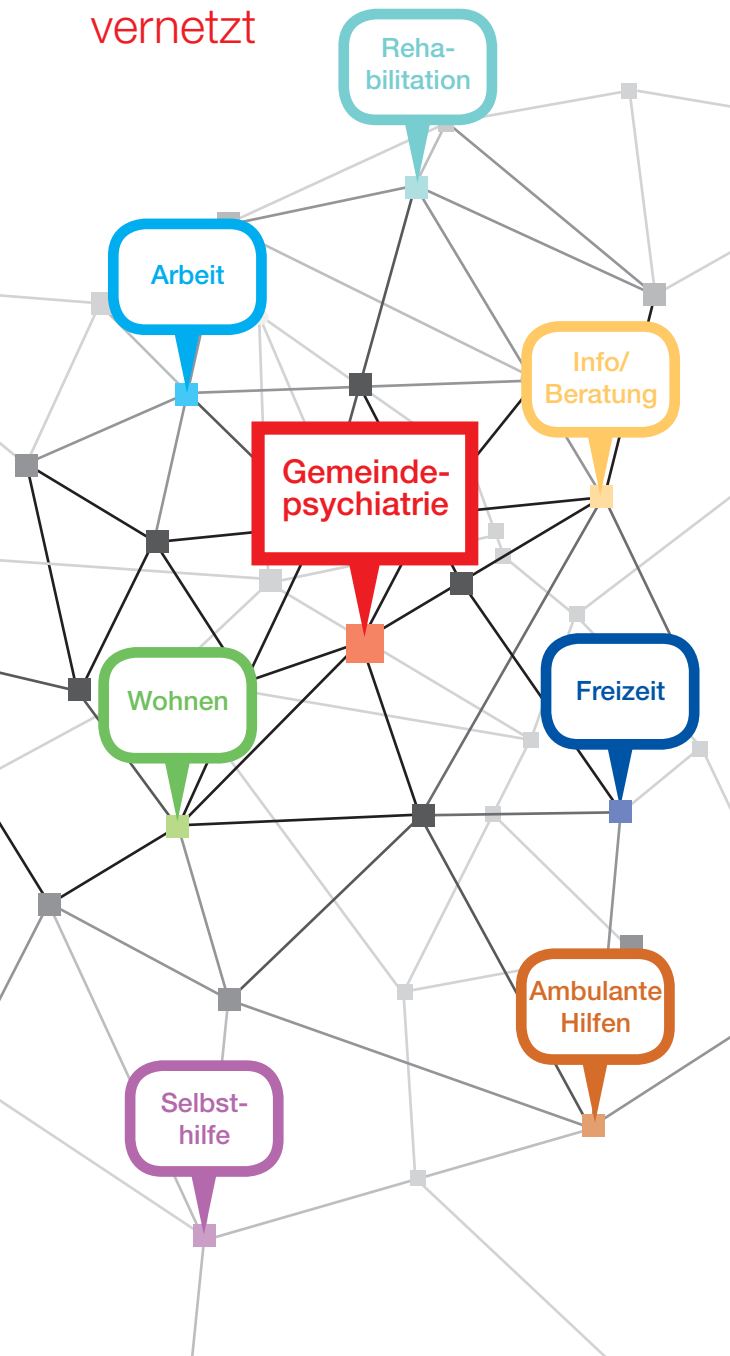 vernetzt
Reha-
bilitation
Arbeit
Info/
Beratung
Gemeinde-
psychiatrie
Wohnen
Freizeit
Ambulante
Hilfen
Selbst-
hilfe